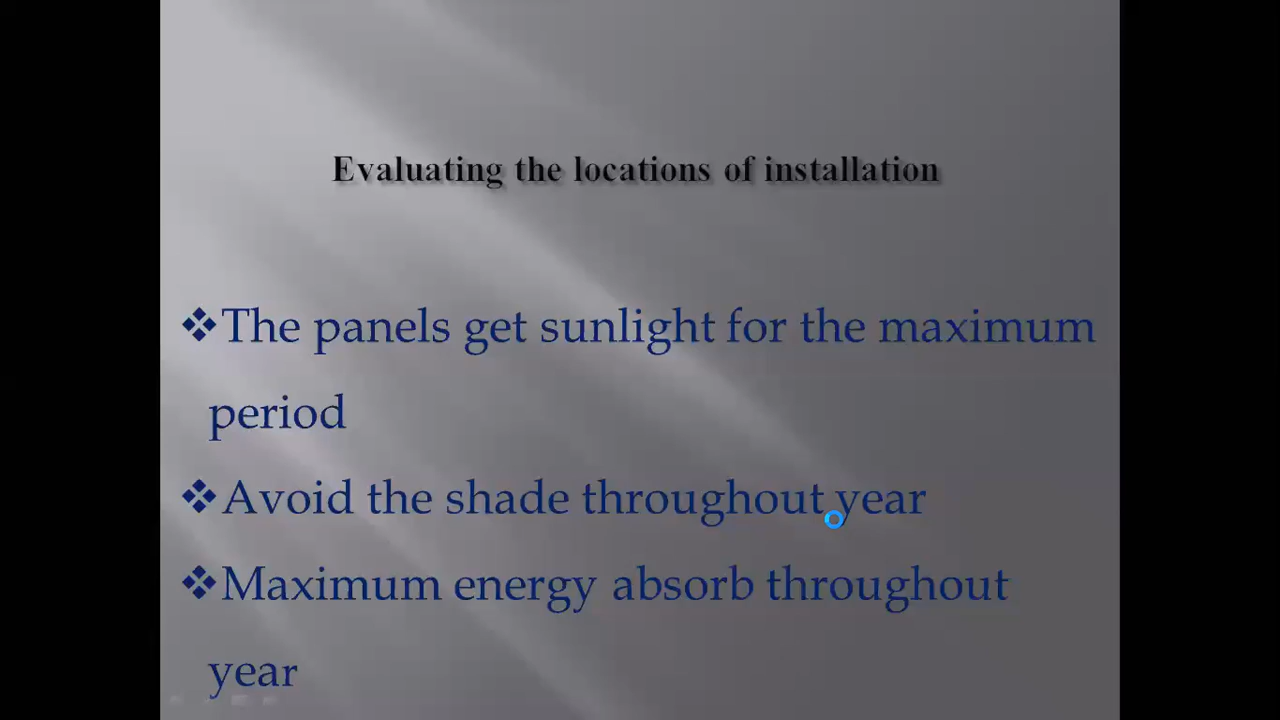 Evaluating the locations of installation
❖The panels get sunlight for the maximum
period
❖Avoid the shade throughout year
❖Maximum energy absorb throughout
year